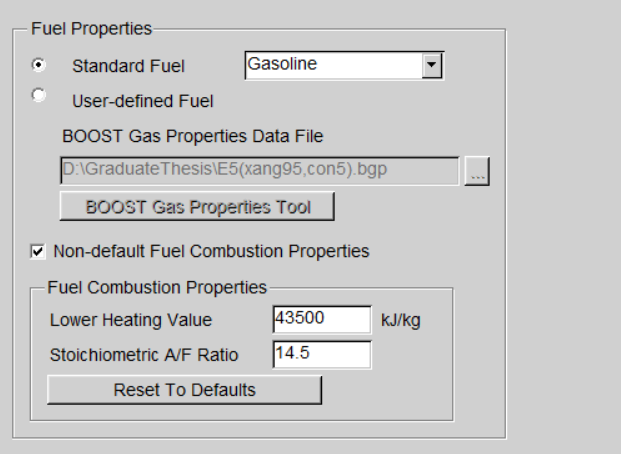 Fuel Properties
Standard Fuel Gasoline
User-defined Fuel
BOOST Gas Properties Data File
D:\GraduateThesis\E5(xang95,con5).bgp ...
BOOST Gas Properties Tool
Non-default Fuel Combustion Properties
Fuel Combustion Properties
Lower Heating Value 43500 kJ/kg
Stoichiometric A/F Ratio 14.5
Reset To Defaults